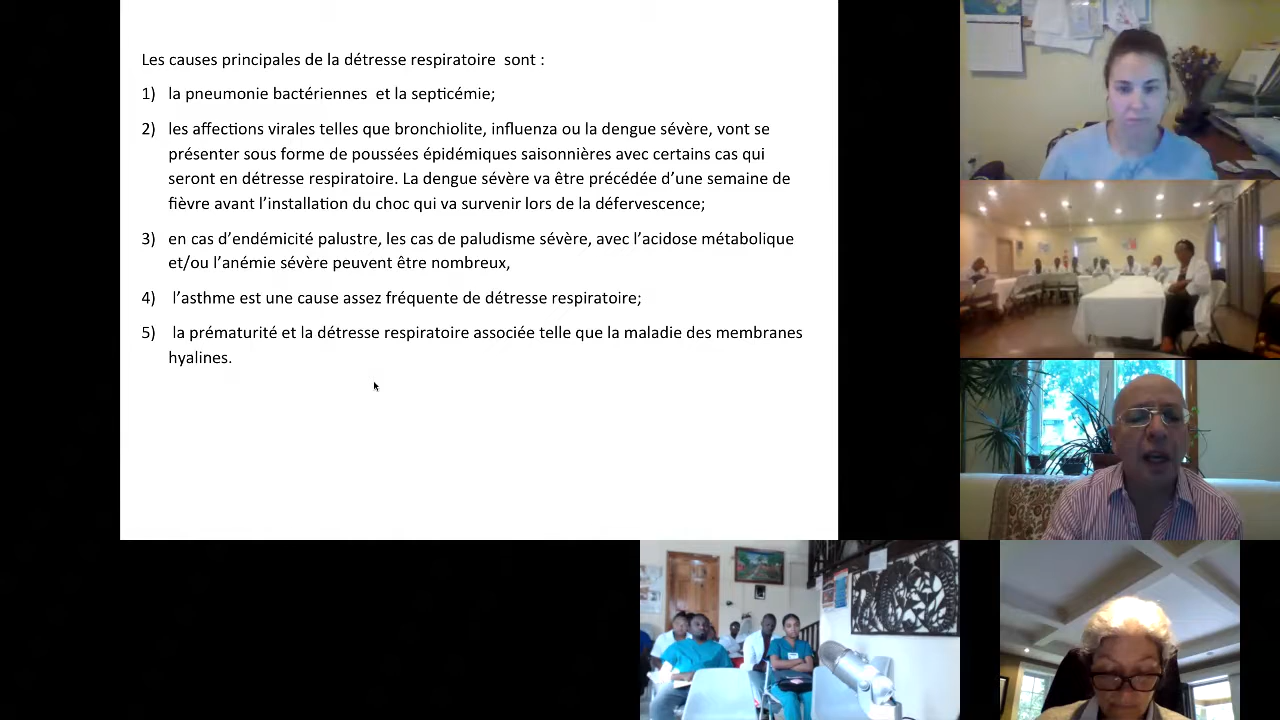 Les causes principales de la détresse respiratoire  sont :
1) la pneumonie bactériennes  et la septicémie;
2) les affections virales telles que bronchiolite, influenza ou la dengue sévère, vont se
présenter sous forme de poussées épidémiques saisonnières avec certains cas qui
seront en détresse respiratoire. La dengue sévère va être précédée d’une semaine de
fièvre avant l’installation du choc qui va survenir lors de la défervescence;
3) en cas d’endémicité palustre, les cas de paludisme sévère, avec l’acidose métabolique
et/ou l’anémie sévère peuvent être nombreux,
4) l’asthme est une cause assez fréquente de détresse respiratoire;
5) la prématurité et la détresse respiratoire associée telle que la maladie des membranes
hyalines.